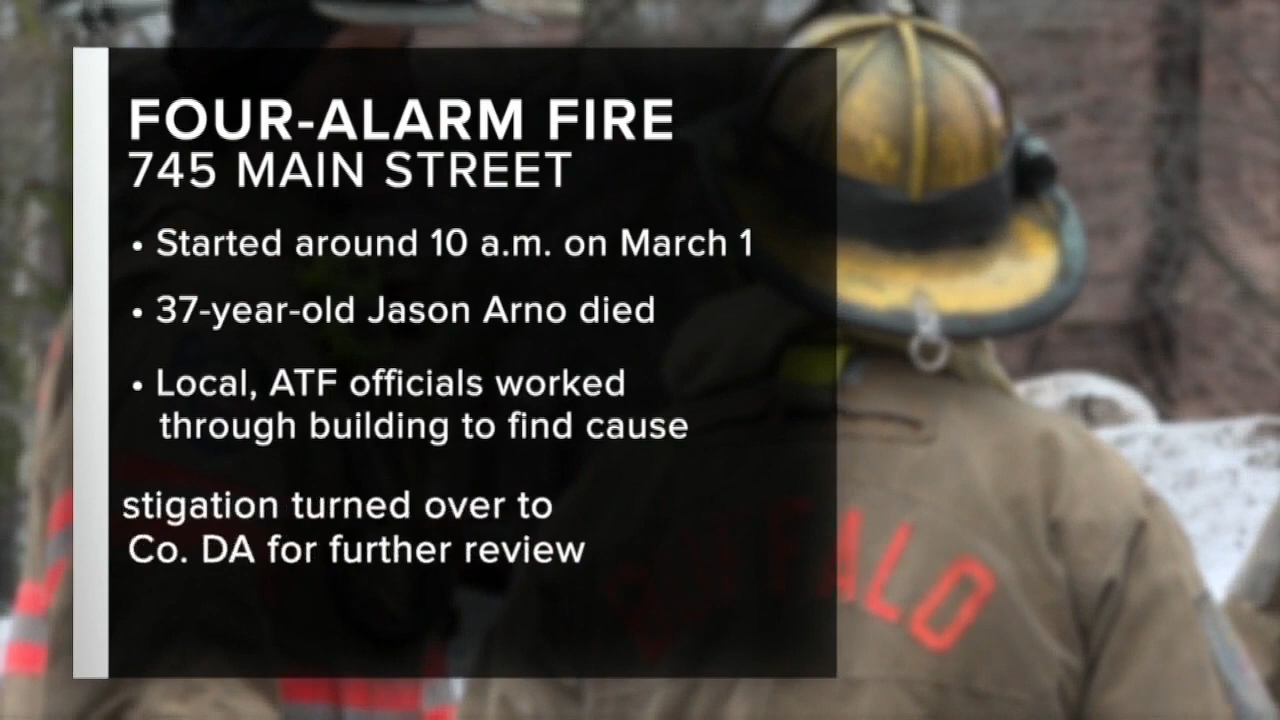 FOUR-ALARM FIRE
745 MAIN STREET
• Started around 10 a.m. on March 1
• 37-year-old Jason Arno died
• Local, ATF officials worked
through building to find cause
stigation turned over to
Co. DA for further review
BUFFALO